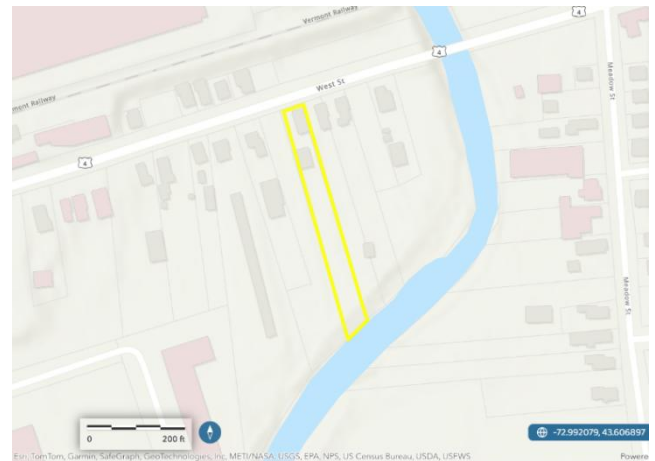 Vermont Railway
4
4
West St
Meadow St
mont Railway
4
Meadow St
0 200 ft
-72.992079, 43.606897
Esri, TomTom, Garmin, SafeGraph, GeoTechnologies, Inc, METI/NASA, USGS, EPA, NPS, US Census Bureau, USDA, USFWS Powere